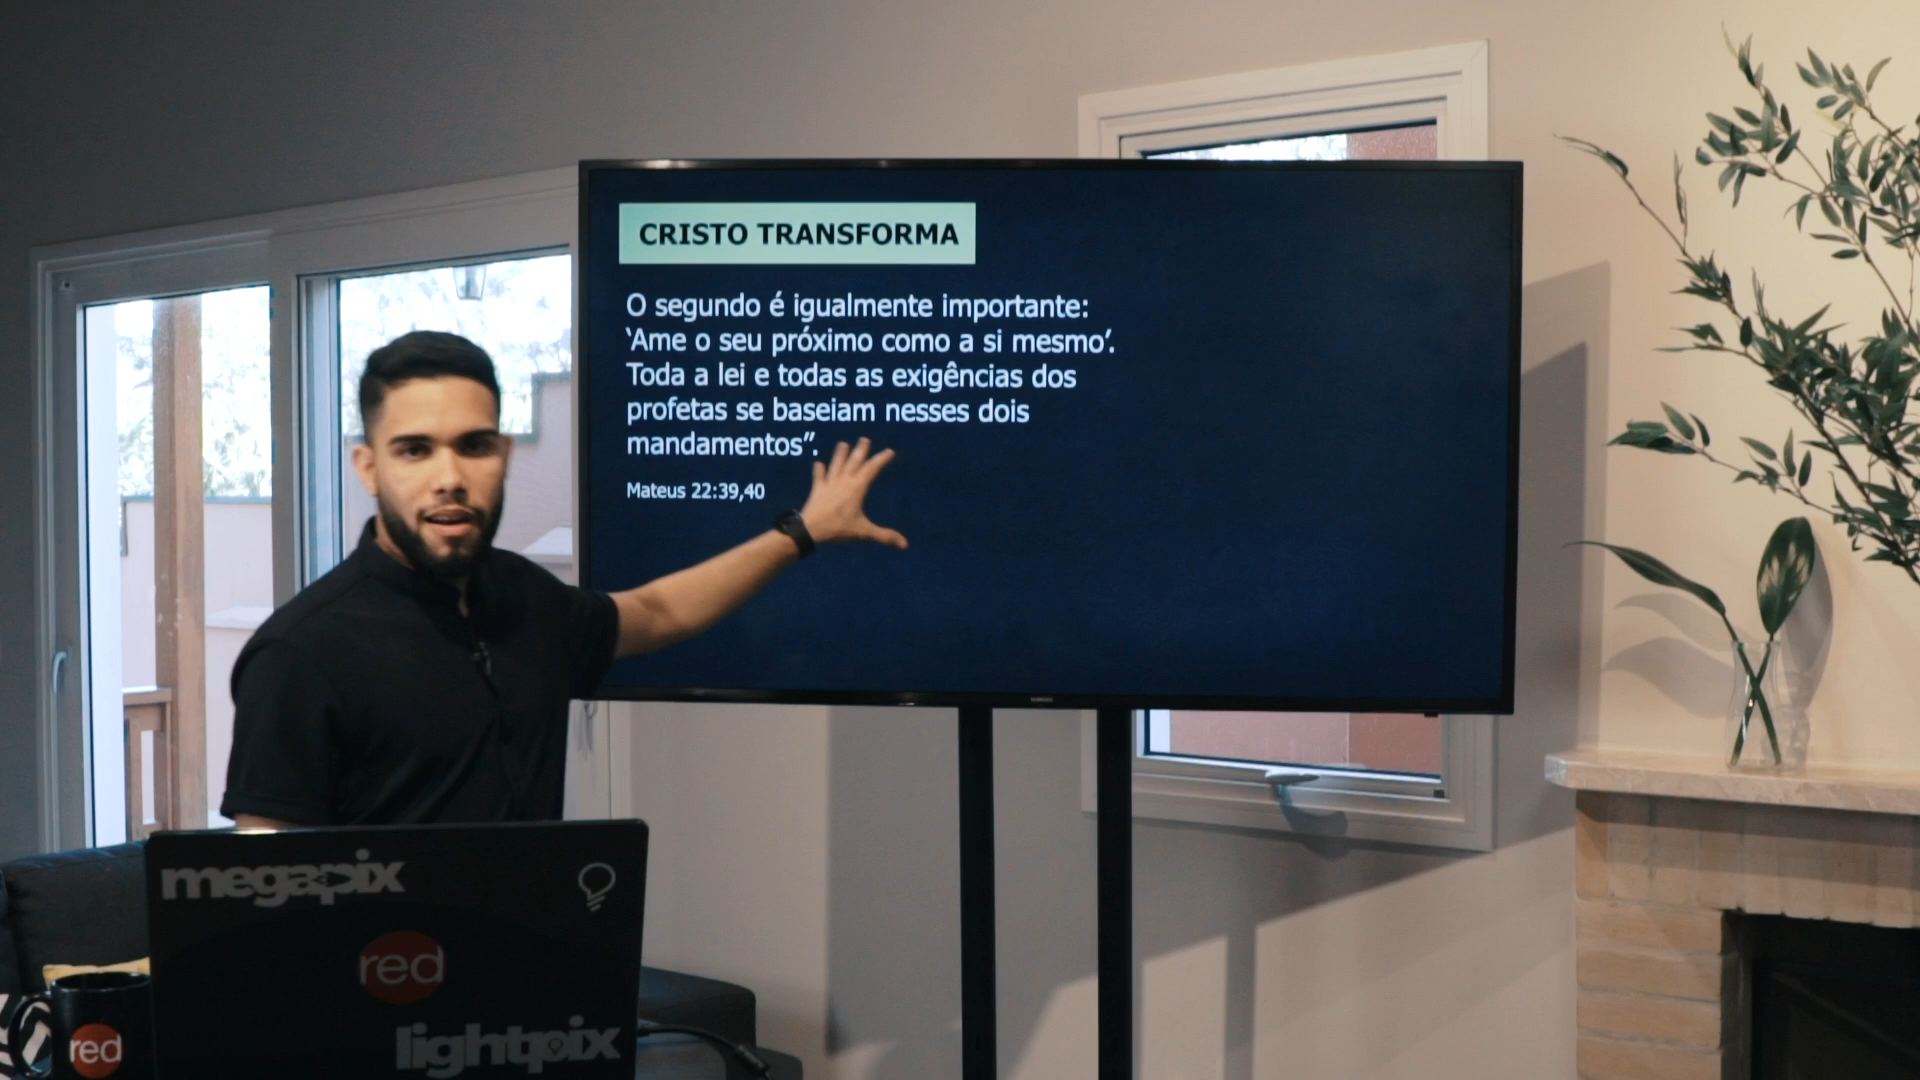 CRISTO TRANSFORMA
O segundo é igualmente importante:
‘Ame o seu próximo como a si mesmo’.
Toda a lei e todas as exigências dos
profetas se baseiam nesses dois
mandamentos”.
Mateus 22:39,40
megapix
red
lightpix
red